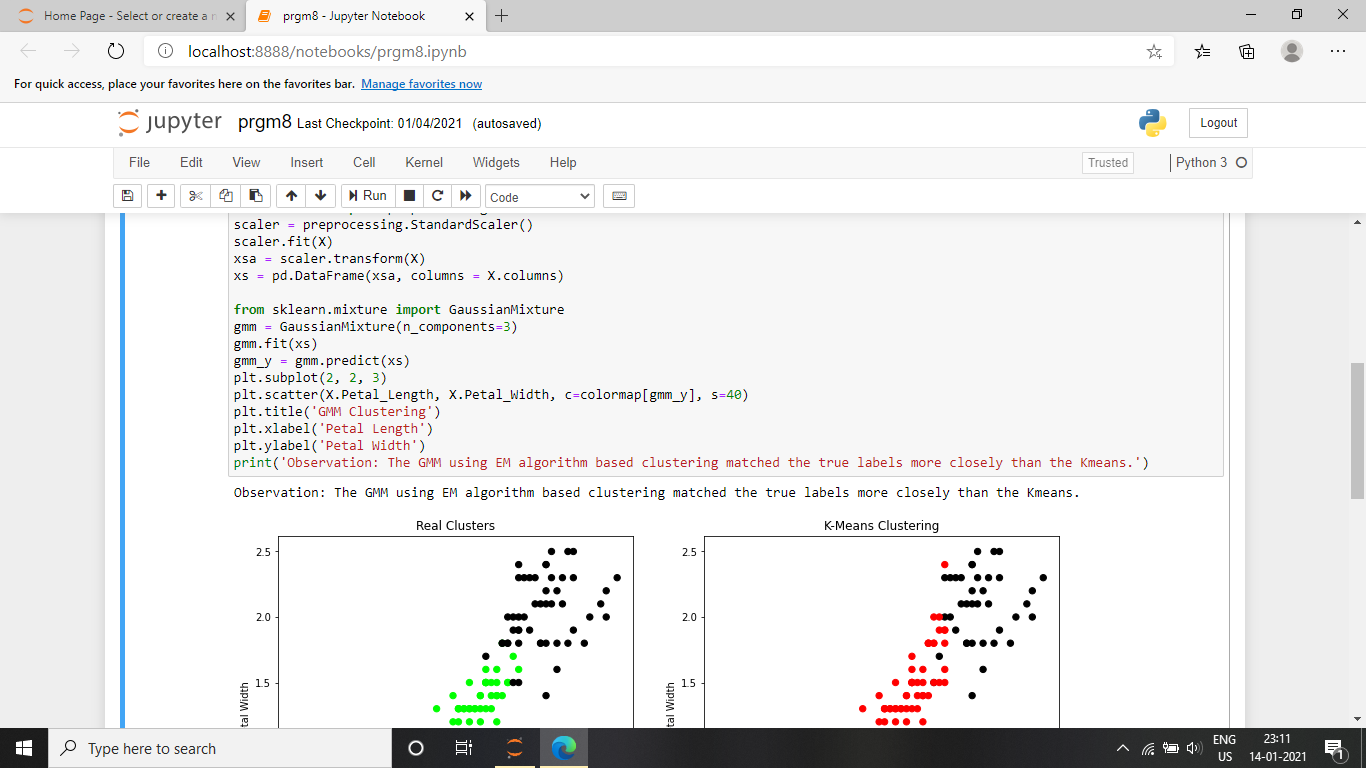 Home Page - Select or create a n
prgm8 - Jupyter Notebook
localhost:8888/notebooks/prgm8.ipynb
For quick access, place your favorites here on the favorites bar. Manage favorites now
jupyter prgm8 Last Checkpoint: 01/04/2021 (autosaved)
Logout
File Edit View Insert Cell Kernel Widgets Help
Trusted
Python 3
Run
Code
scaler = preprocessing.StandardScaler()
scaler.fit(X)
xsa = scaler.transform(X)
xs = pd.DataFrame(xsa, columns = X.columns)
from sklearn.mixture import GaussianMixture
gmm = GaussianMixture(n_components=3)
gmm.fit(xs)
gmm_y = gmm.predict(xs)
plt.subplot(2, 2, 3)
plt.scatter(X.Petal_Length, X.Petal_Width, c=colormap[gmm_y], s=40)
plt.title('GMM Clustering')
plt.xlabel('Petal Length')
plt.ylabel('Petal Width')
print('Observation: The GMM using EM algorithm based clustering matched the true labels more closely than the Kmeans.')
Observation: The GMM using EM algorithm based clustering matched the true labels more closely than the Kmeans.
Real Clusters
2.5
2.0
1.5
tal Width
K-Means Clustering
2.5
2.0
1.5
tal Width
Type here to search
ENG
US
23:11
14-01-2021
1